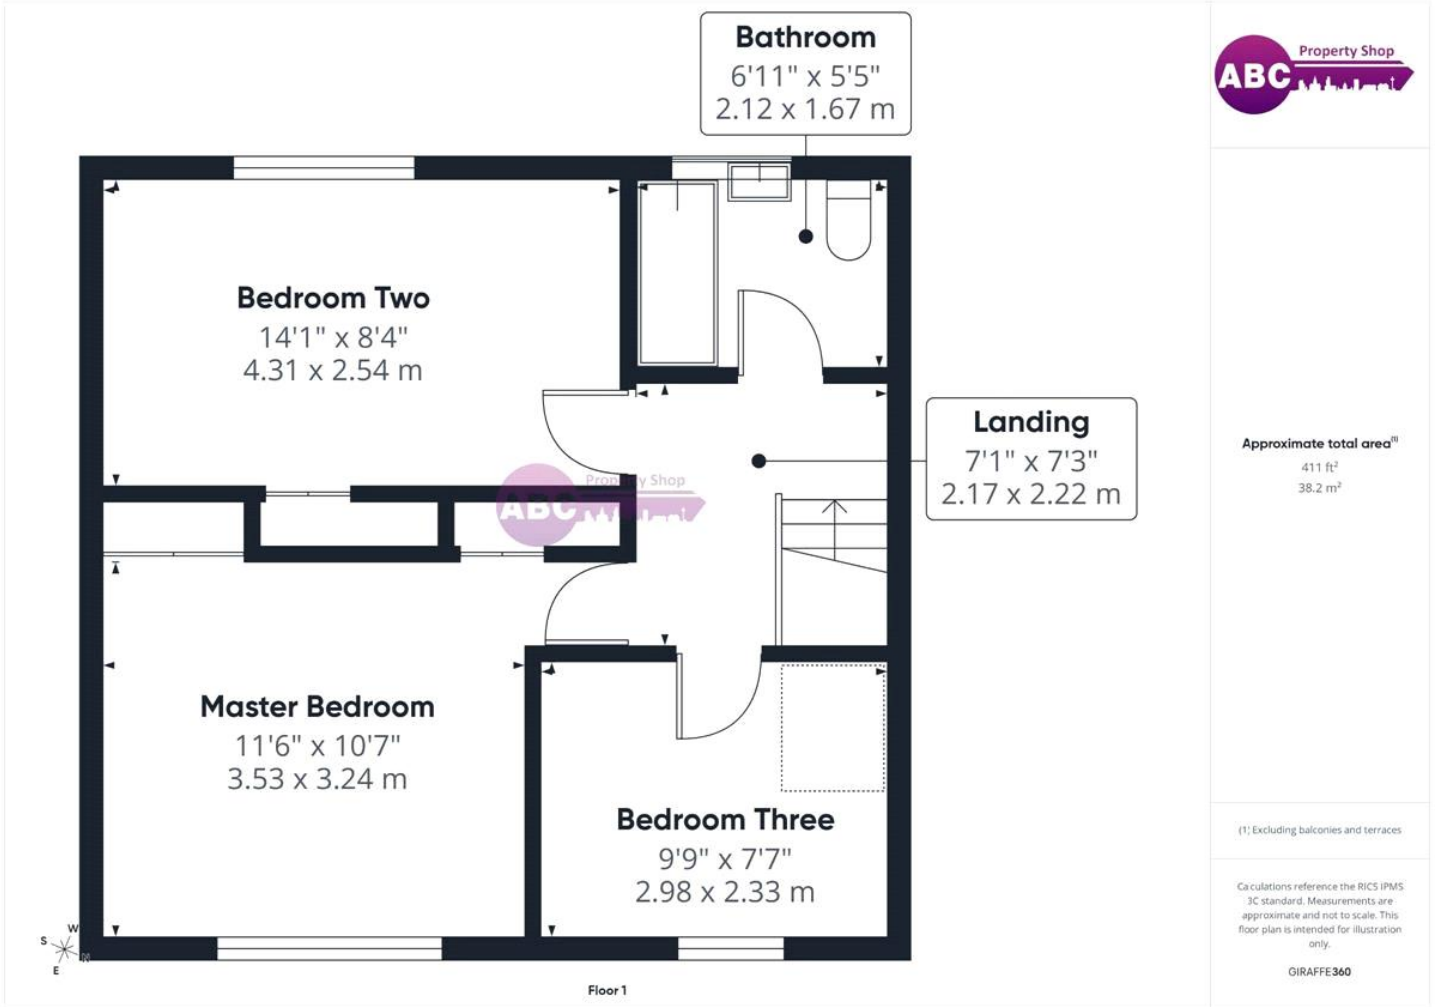 Bathroom
6'11" x 5'5"
2.12 x 1.67 m
Property Shop
ABC
Bedroom Two
14'1" x 8'4"
4.31 x 2.54 m
Landing
7'1" x 7'3"
2.17 x 2.22 m
Property Shop
ABC
Approximate total area(1)
411 ft²
38.2 m²
Master Bedroom
11'6" x 10'7"
3.53 x 3.24 m
Bedroom Three
9'9" x 7'7"
2.98 x 2.33 m
(1) Excluding balconies and terraces
Calculations reference the RICS IPMS
3C standard. Measurements are
approximate and not to scale. This
floor plan is intended for illustration
only.
GIRAFFE360
W
S
N
E
Floor 1